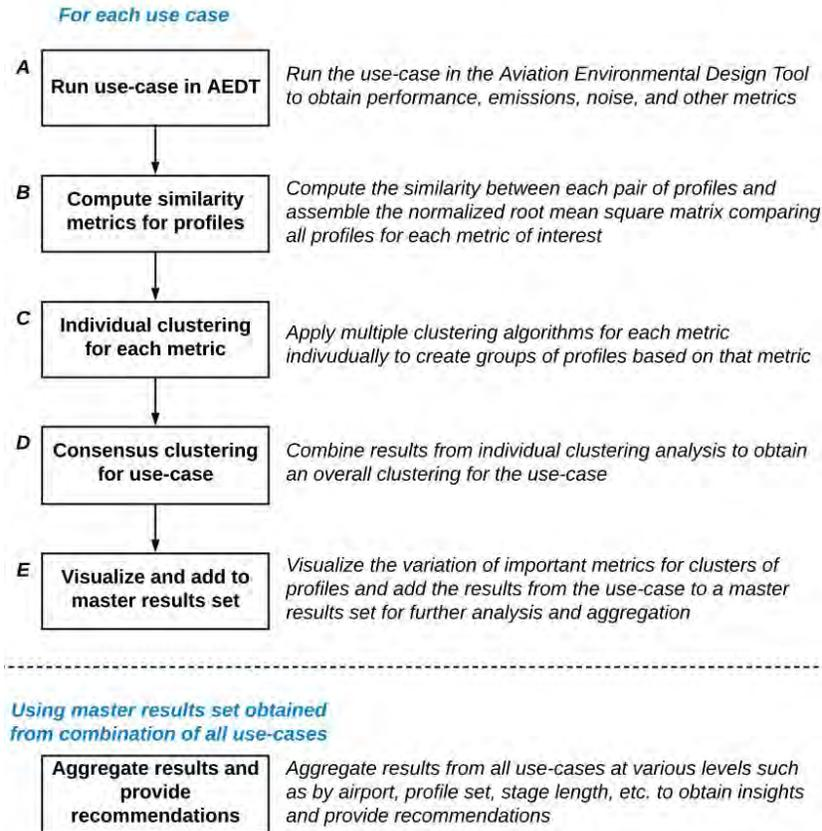 For each use case
A
Run use-case in AEDT
Run the use-case in the Aviation Environmental Design Tool
to obtain performance, emissions, noise, and other metrics
B
Compute similarity
metrics for profiles
Compute the similarity between each pair of profiles and
assemble the normalized root mean square matrix comparing
all profiles for each metric of interest
C
Individual clustering
for each metric
Apply multiple clustering algorithms for each metric
indivudually to create groups of profiles based on that metric
D
Consensus clustering
for use-case
Combine results from individual clustering analysis to obtain
an overall clustering for the use-case
E
Visualize and add to
master results set
Visualize the variation of important metrics for clusters of
profiles and add the results from the use-case to a master
results set for further analysis and aggregation
Using master results set obtained
from combination of all use-cases
Aggregate results and
provide
recommendations
Aggregate results from all use-cases at various levels such
as by airport, profile set, stage length, etc. to obtain insights
and provide recommendations